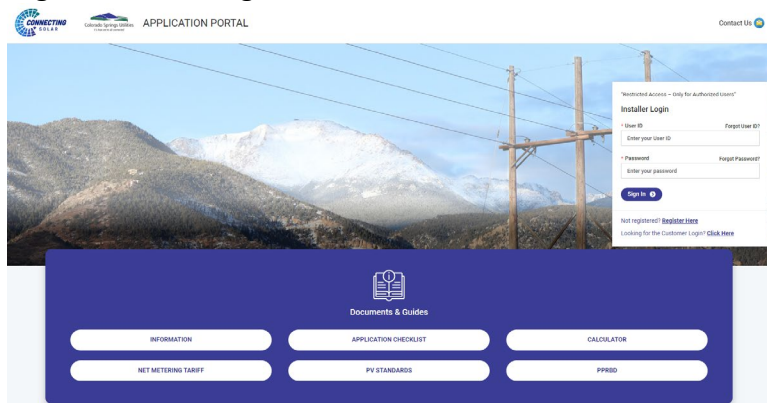 CONNECTING
SOLAR
Colorado Springs Utilities
APPLICATION PORTAL
Contact Us
"Restricted Access – Only for Authorized Users"
Installer Login
* User ID
Forgot User ID?
Enter your User ID
* Password
Forgot Password?
Enter your password
Sign In
Not registered? Register Here
Looking for the Customer Login? Click Here
Documents & Guides
INFORMATION
APPLICATION CHECKLIST
CALCULATOR
NET METERING TARIFF
PV STANDARDS
PPRBD